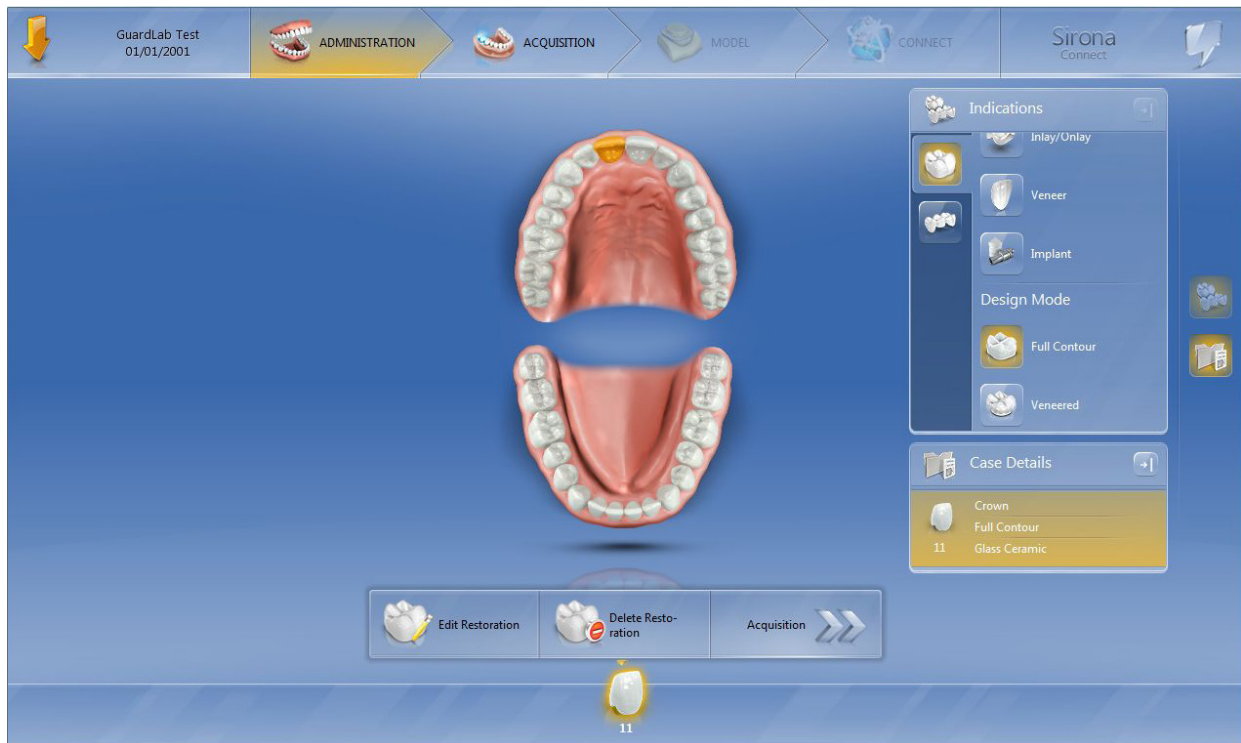 GuardLab Test
01/01/2001
ADMINISTRATION
ACQUISITION
MODEL
CONNECT
Sirona
Connect
Indications
Inlay/Onlay
Veneer
Implant
Design Mode
Full Contour
Veneered
Case Details
Crown
Full Contour
11
Glass Ceramic
Edit Restoration
Delete Resto-
ration
Acquisition
11